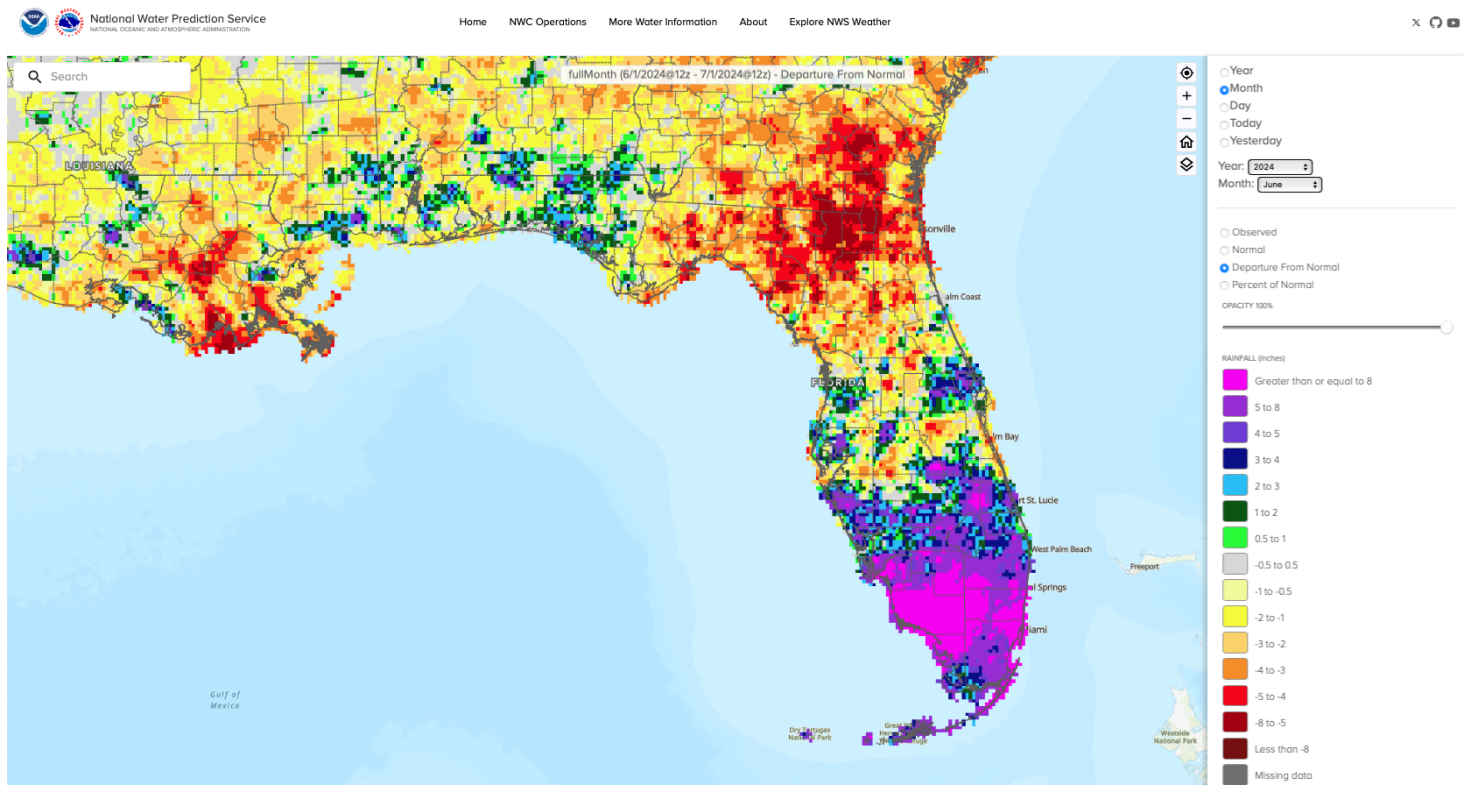 National Water Prediction Service
NATIONAL OCEANIC AND ATMOSPHERIC ADMINISTRATION
Home
NWC Operations
More Water Information
About
Explore NWS Weather
Search
fullMonth (6/1/2024@12z - 7/1/2024@12z) - Departure From Normal
LOUISIANA
sonville
alm Coast
FLORIDA
m Bay
rt St. Lucie
West Palm Beach
Freeport
l Springs
iami
Gulf of
Mexico
Dry Tortugas
National Park
Great
Westside
National Park
Year
Month
Day
Today
Yesterday
Year: 2024
Month: June
Observed
Normal
Departure From Normal
Percent of Normal
OPACITY 100%
RAINFALL (Inches)
Greater than or equal to 8
5 to 8
4 to 5
3 to 4
2 to 3
1 to 2
0.5 to 1
-0.5 to 0.5
-1 to -0.5
-2 to -1
-3 to -2
-4 to -3
-5 to -4
-8 to -5
Less than -8
Missing data